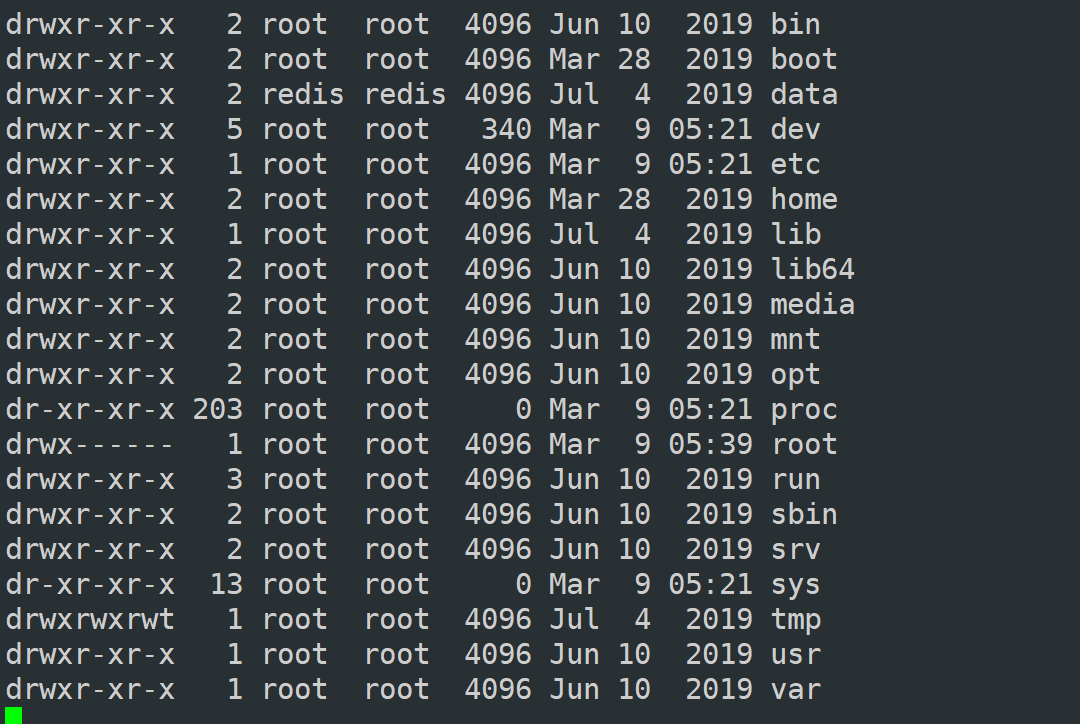 drwxr-xr-x   2 root  root  4096 Jun 10  2019 bin
drwxr-xr-x   2 root  root  4096 Mar 28  2019 boot
drwxr-xr-x   2 redis redis 4096 Jul  4  2019 data
drwxr-xr-x   5 root  root   340 Mar  9 05:21 dev
drwxr-xr-x   1 root  root  4096 Mar  9 05:21 etc
drwxr-xr-x   2 root  root  4096 Mar 28  2019 home
drwxr-xr-x   1 root  root  4096 Jul  4  2019 lib
drwxr-xr-x   2 root  root  4096 Jun 10  2019 lib64
drwxr-xr-x   2 root  root  4096 Jun 10  2019 media
drwxr-xr-x   2 root  root  4096 Jun 10  2019 mnt
drwxr-xr-x   2 root  root  4096 Jun 10  2019 opt
dr-xr-xr-x 203 root  root     0 Mar  9 05:21 proc
drwx------   1 root  root  4096 Mar  9 05:39 root
drwxr-xr-x   3 root  root  4096 Jun 10  2019 run
drwxr-xr-x   2 root  root  4096 Jun 10  2019 sbin
drwxr-xr-x   2 root  root  4096 Jun 10  2019 srv
dr-xr-xr-x  13 root  root     0 Mar  9 05:21 sys
drwxrwxrwt   1 root  root  4096 Jul  4  2019 tmp
drwxr-xr-x   1 root  root  4096 Jun 10  2019 usr
drwxr-xr-x   1 root  root  4096 Jun 10  2019 var